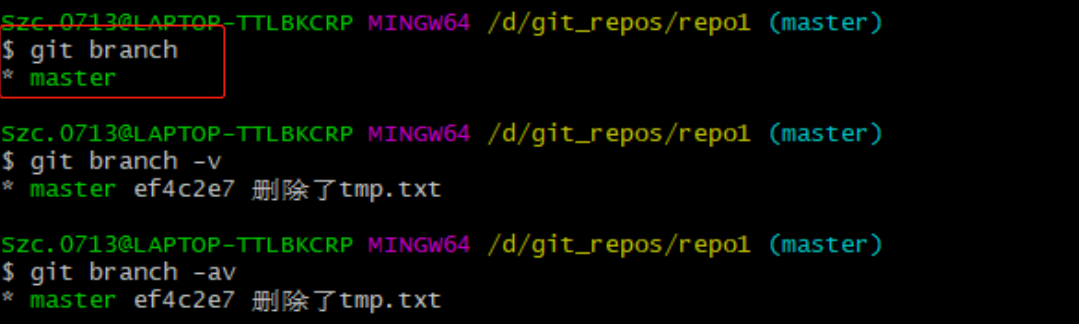 Szc.0713@LAPTOP-TTLBKCRP MINGW64 /d/git_repos/repo1 (master)
$ git branch
* master
Szc.0713@LAPTOP-TTLBKCRP MINGW64 /d/git_repos/repo1 (master)
$ git branch -v
* master ef4c2e7 删除了tmp.txt
Szc.0713@LAPTOP-TTLBKCRP MINGW64 /d/git_repos/repo1 (master)
$ git branch -av
* master ef4c2e7 删除了tmp.txt